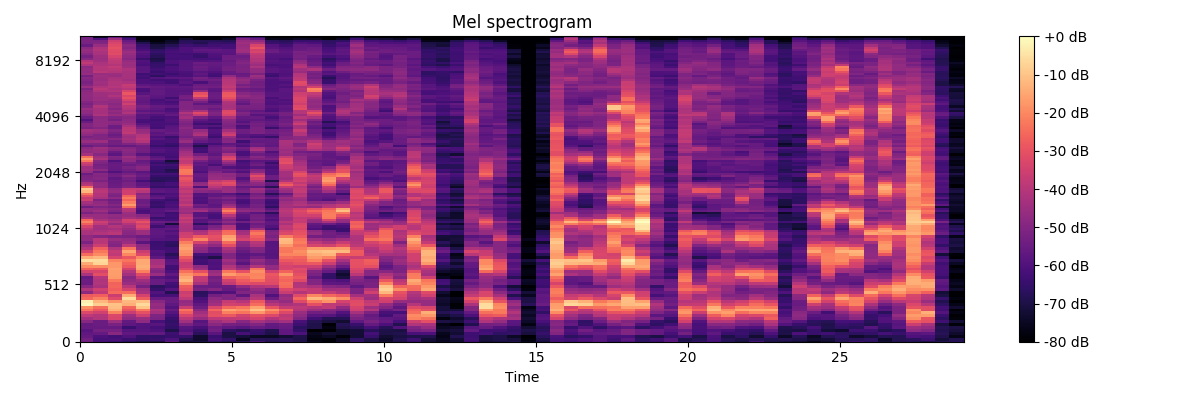 Mel spectrogram
Hz
8192
4096
2048
1024
512
0
0 5 10 15 20 25
Time
+0 dB
-10 dB
-20 dB
-30 dB
-40 dB
-50 dB
-60 dB
-70 dB
-80 dB